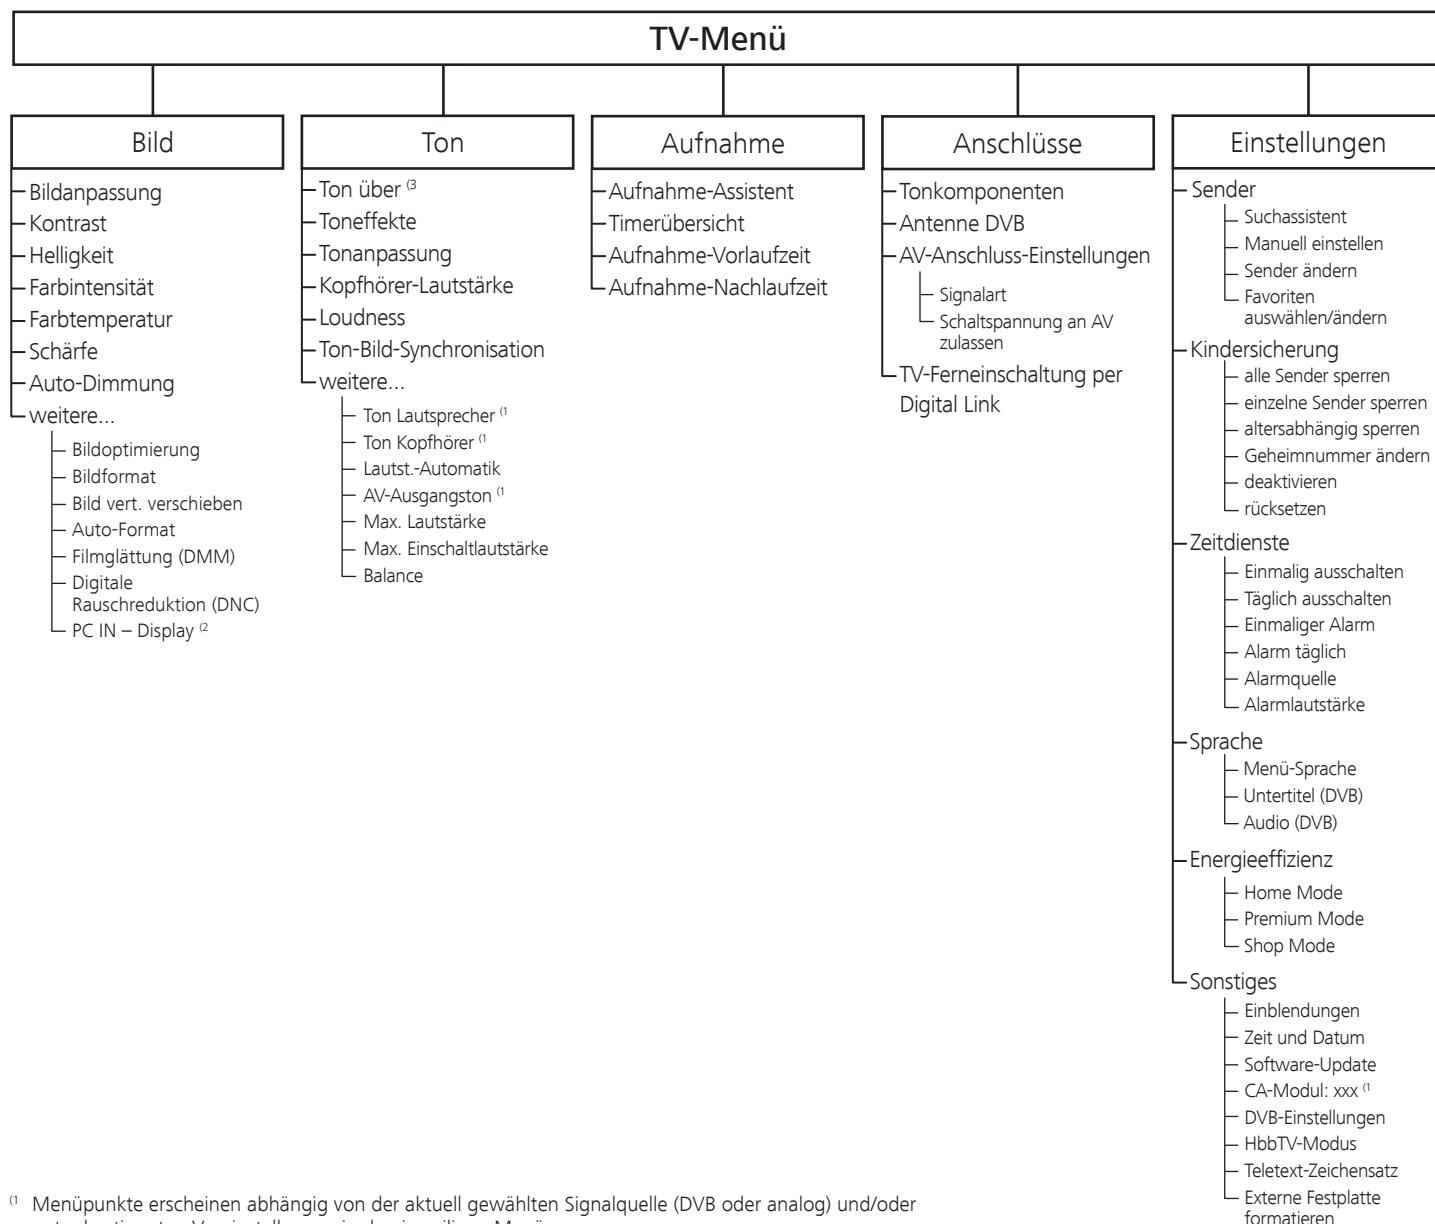 TV-Menü
Bild
Bildanpassung
Kontrast
Helligkeit
Farbintensität
Farbtemperatur
Schärfe
Auto-Dimmung
weitere...
Bildoptimierung
Bildformat
Bild vert. verschieben
Auto-Format
Filmglättung (DMM)
Digitale
Rauschreduktion (DNC)
PC IN – Display (2
Ton
Ton über (3
Toneffekte
Tonanpassung
Kopfhörer-Lautstärke
Loudness
Ton-Bild-Synchronisation
weitere...
Ton Lautsprecher (1
Ton Kopfhörer (1
Lautst.-Automatik
AV-Ausgangston (1
Max. Lautstärke
Max. Einschaltlautstärke
Balance
Aufnahme
Aufnahme-Assistent
Timerübersicht
Aufnahme-Vorlaufzeit
Aufnahme-Nachlaufzeit
Anschlüsse
Tonkomponenten
Antenne DVB
AV-Anschluss-Einstellungen
Signalart
Schaltspannung an AV
zulassen
TV-Ferneinschaltung per
Digital Link
Einstellungen
Sender
Suchassistent
Manuell einstellen
Sender ändern
Favoriten
auswählen/ändern
Kindersicherung
alle Sender sperren
einzelne Sender sperren
altersabhängig sperren
Geheimnummer ändern
deaktivieren
rücksetzen
Zeitdienste
Einmalig ausschalten
Täglich ausschalten
Einmaliger Alarm
Alarm täglich
Alarmquelle
Alarmlautstärke
Sprache
Menü-Sprache
Untertitel (DVB)
Audio (DVB)
Energieeffizienz
Home Mode
Premium Mode
Shop Mode
Sonstiges
Einblendungen
Zeit und Datum
Software-Update
CA-Modul: xxx (1
DVB-Einstellungen
HbbTV-Modus
Teletext-Zeichensatz
Externe Festplatte
formatieren
(1 Menüpunkte erscheinen abhängig von der aktuell gewählten Signalquelle (DVB oder analog) und/oder